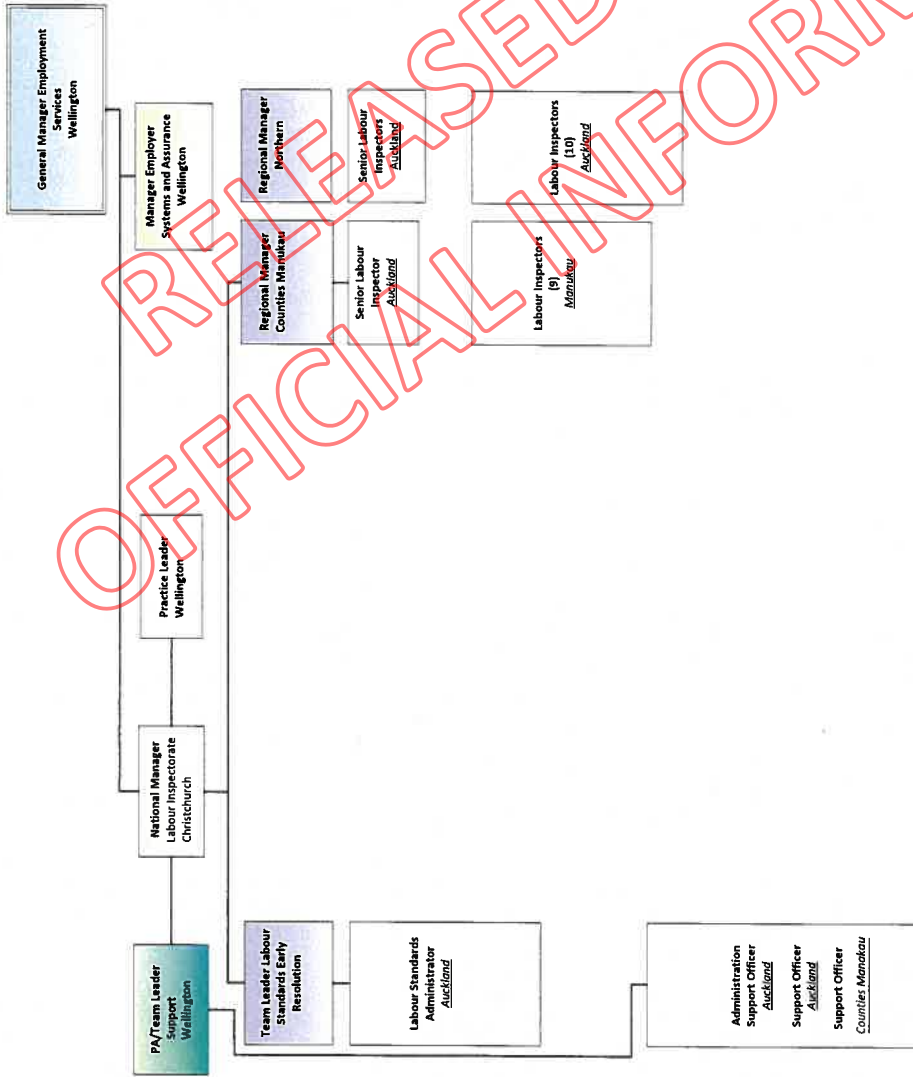 General Manager Employment
Services
Wellington
Manager Employer
Systems and Assurance
Wellington
PA/Team Leader
Support
Wellington
National Manager
Labour Inspectorate
Christchurch
Practice Leader
Wellington
Team Leader Labour
Standards Early
Resolution
Regional Manager
Counties Manukau
Regional Manager
Northern
Labour Standards
Administrator
Auckland
Senior Labour
Inspector
Auckland
Senior Labour
Inspectors
Auckland
Labour Inspectors
(9)
Manukau
Labour Inspectors
(10)
Auckland
Administration
Support Officer
Auckland
Support Officer
Auckland
Support Officer
Counties Manakau
RELEASED
OFFICIAL INFORM